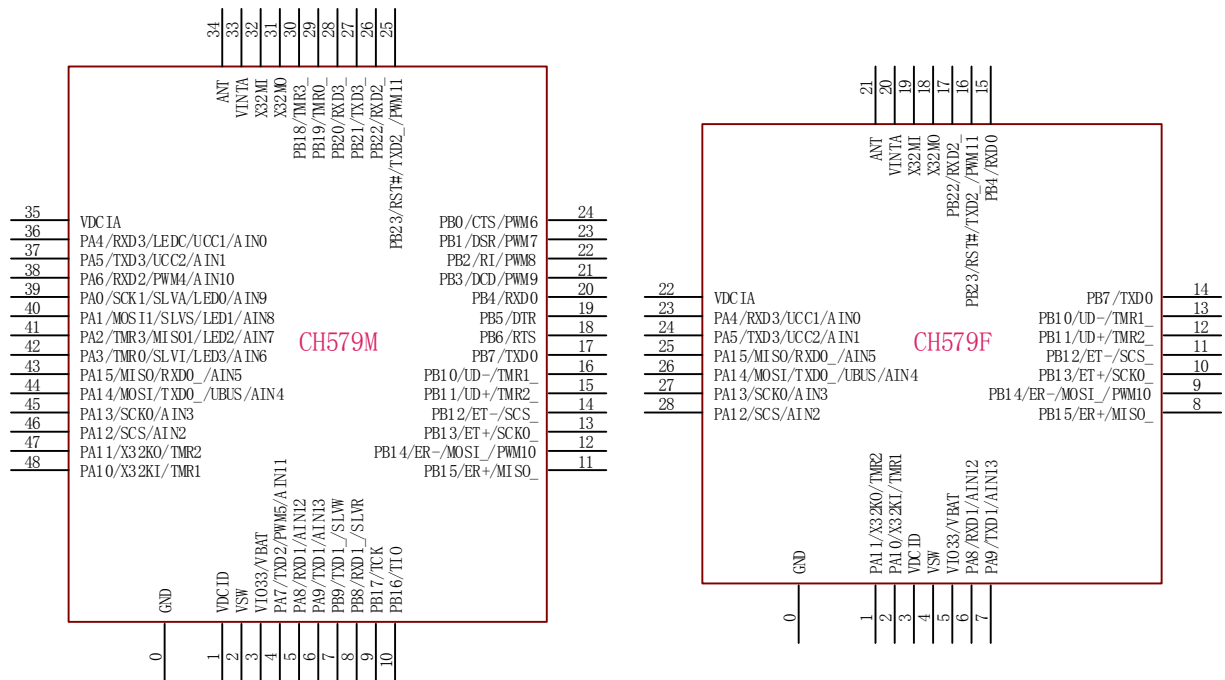 34 33 32 31 30 29 28 27 26 25
ANT
VINTA
X32MI
X32MO
PB18/TMR3_
PB19/TMR0_
PB20/RXD3_
PB21/TXD3_
PB22/RXD2_
PB23/RST#/TXD2_/PWM11
35 VDCIA
36 PA4/RXD3/LEDC/UCC1/AIN0
37 PA5/TXD3/UCC2/AIN1
38 PA6/RXD2/PWM4/AIN10
39 PA0/SCK1/SLVA/LED0/AIN9
40 PA1/MOSI1/SLVS/LED1/AIN8
41 PA2/TMR3/MISO1/LED2/AIN7
42 PA3/TMR0/SLVI/LED3/AIN6
43 PA15/MISO/RXD0_/AIN5
44 PA14/MOSI/TXD0_/UBUS/AIN4
45 PA13/SCK0/AIN3
46 PA12/SCS/AIN2
47 PA11/X32KO/TMR2
48 PA10/X32KI/TMR1
CH579M
PB0/CTS/PWM6 24
PB1/DSR/PWM7 23
PB2/RI/PWM8 22
PB3/DCD/PWM9 21
PB4/RXD0 20
PB5/DTR 19
PB6/RTS 18
PB7/TXD0 17
PB10/UD-/TMR1_ 16
PB11/UD+/TMR2_ 15
PB12/ET-/SCS_ 14
PB13/ET+/SCK0_ 13
PB14/ER-/MOSI_/PWM10 12
PB15/ER+/MISO_ 11
GND
VDCID
VSW
VIO33/VBAT
PA7/TXD2/PWM5/AIN11
PA8/RXD1/AIN12
PA9/TXD1/AIN13
PB9/TXD1_/SLVW
PB8/RXD1_/SLVR
PB17/TCK
PB16/TIO
0 1 2 3 4 5 6 7 8 9 10
21 20 19 18 17 16 15
ANT
VINTA
X32MI
X32MO
PB22/RXD2_
PB23/RST#/TXD2_/PWM11
PB4/RXD0
22 VDCIA
23 PA4/RXD3/UCC1/AIN0
24 PA5/TXD3/UCC2/AIN1
25 PA15/MISO/RXD0_/AIN5
26 PA14/MOSI/TXD0_/UBUS/AIN4
27 PA13/SCK0/AIN3
28 PA12/SCS/AIN2
CH579F
PB7/TXD0 14
PB10/UD-/TMR1_ 13
PB11/UD+/TMR2_ 12
PB12/ET-/SCS_ 11
PB13/ET+/SCK0_ 10
PB14/ER-/MOSI_/PWM10 9
PB15/ER+/MISO_ 8
GND
PA11/X32KO/TMR2
PA10/X32KI/TMR1
VDCID
VSW
VIO33/VBAT
PA8/RXD1/AIN12
PA9/TXD1/AIN13
0 1 2 3 4 5 6 7